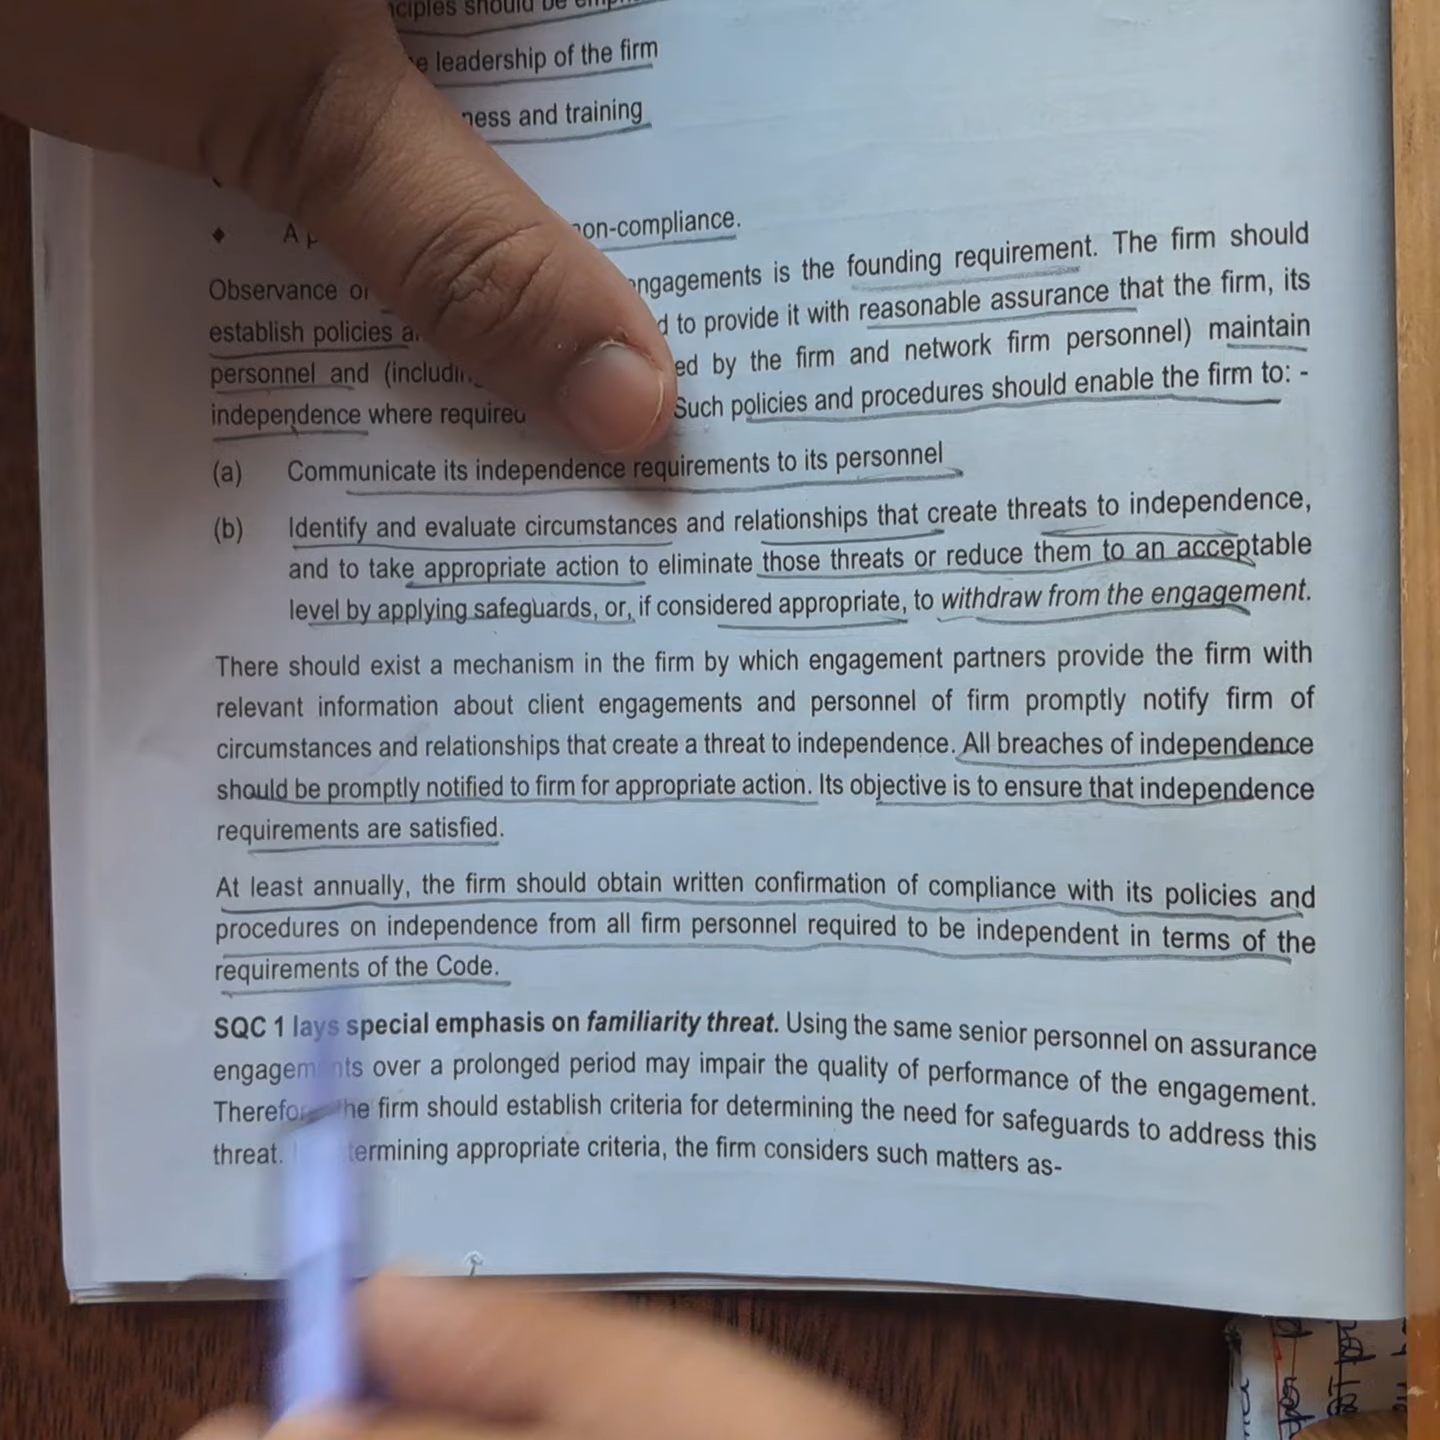 should be
leadership of the firm
and training
non-compliance.
Observance engagements is the founding requirement. The firm should
establish policies to provide it with reasonable assurance that the firm, its
personnel and by the firm and network firm personnel) maintain
independence where required Such policies and procedures should enable the firm to: -
(a) Communicate its independence requirements to its personnel
(b) Identify and evaluate circumstances and relationships that create threats to independence,
and to take appropriate action to eliminate those threats or reduce them to an acceptable
level by applying safeguards, or, if considered appropriate, to withdraw from the engagement.
There should exist a mechanism in the firm by which engagement partners provide the firm with
relevant information about client engagements and personnel of firm promptly notify firm of
circumstances and relationships that create a threat to independence. All breaches of independence
should be promptly notified to firm for appropriate action. Its objective is to ensure that independence
requirements are satisfied.
At least annually, the firm should obtain written confirmation of compliance with its policies and
procedures on independence from all firm personnel required to be independent in terms of the
requirements of the Code.
SQC 1 lays special emphasis on familiarity threat. Using the same senior personnel on assurance
engagements over a prolonged period may impair the quality of performance of the engagement.
Therefore the firm should establish criteria for determining the need for safeguards to address this
threat. determining appropriate criteria, the firm considers such matters as-